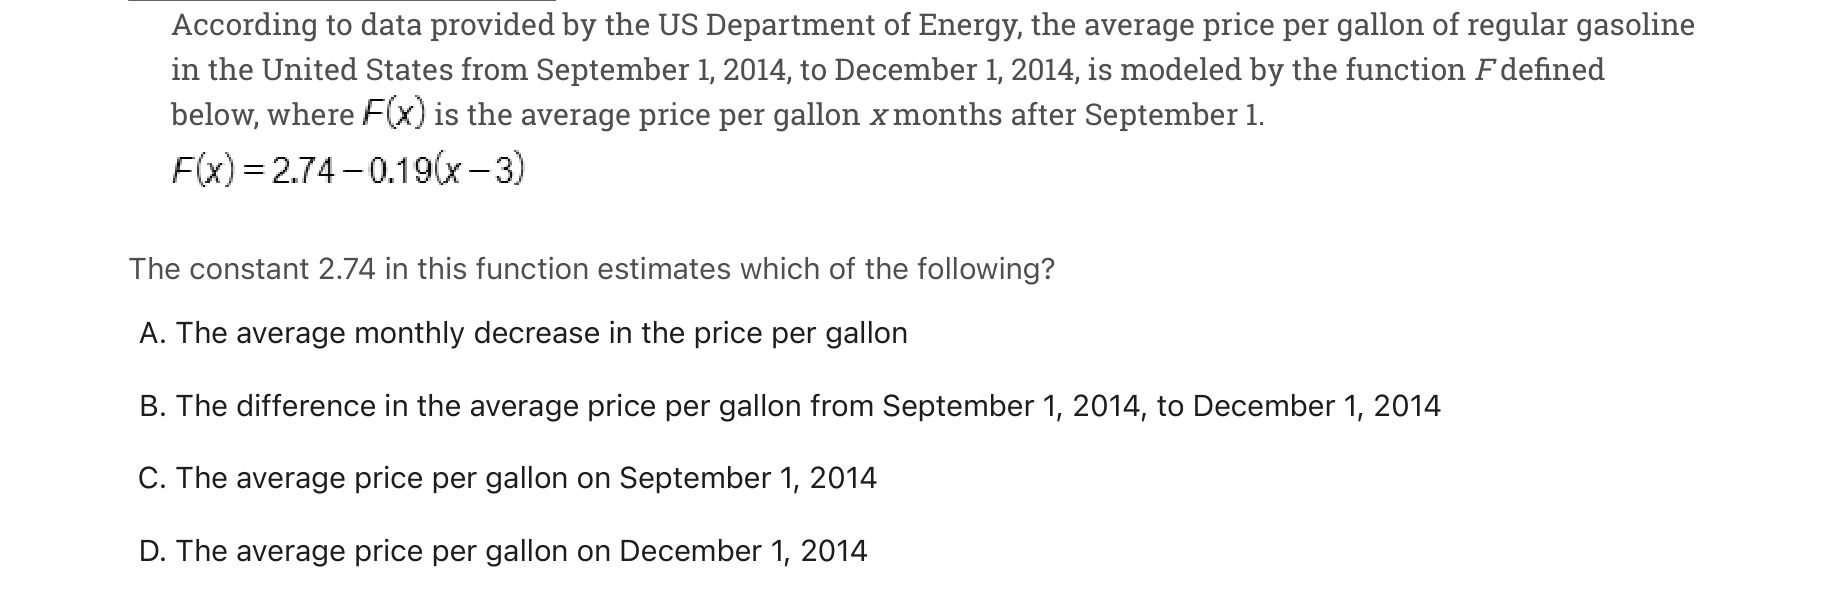 According to data provided by the US Department of Energy, the average price per gallon of regular gasoline
in the United States from September 1, 2014, to December 1, 2014, is modeled by the function F defined
below, where F(x) is the average price per gallon x months after September 1.
F(x) = 2.74 – 0.19(x – 3)
The constant 2.74 in this function estimates which of the following?
A. The average monthly decrease in the price per gallon
B. The difference in the average price per gallon from September 1, 2014, to December 1, 2014
C. The average price per gallon on September 1, 2014
D. The average price per gallon on December 1, 2014